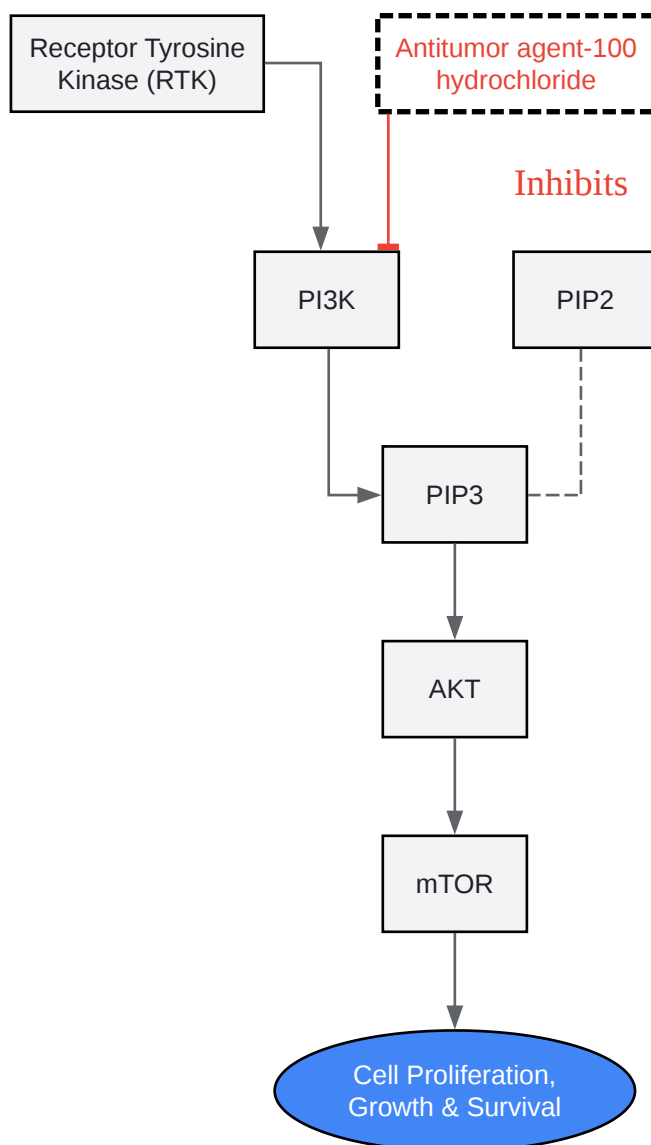 Receptor Tyrosine
Kinase (RTK)
Antitumor agent-100
hydrochloride
Inhibits
PI3K
PIP2
PIP3
AKT
mTOR
Cell Proliferation,
Growth & Survival